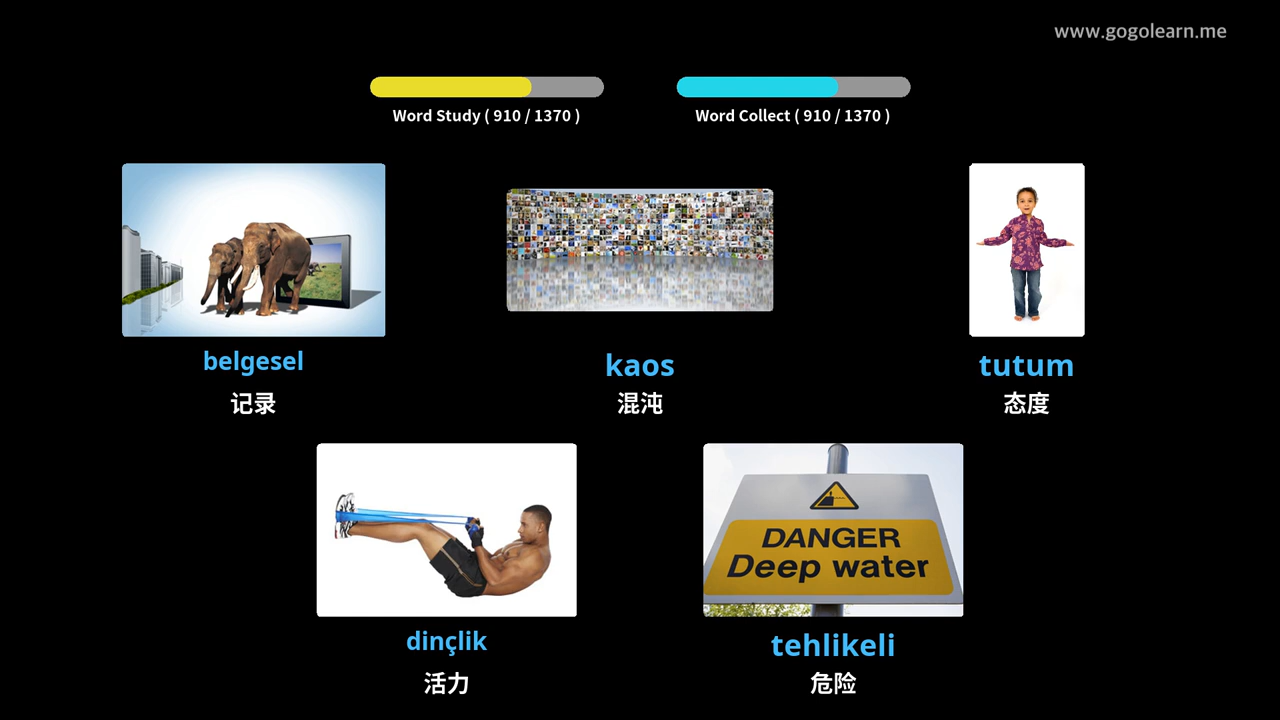 www.gogolearn.me
Word Study ( 910 / 1370 )
Word Collect ( 910 / 1370 )
belgesel
记录
kaos
混沌
tutum
态度
DANGER
Deep water
dinçlik
活力
tehlikeli
危险